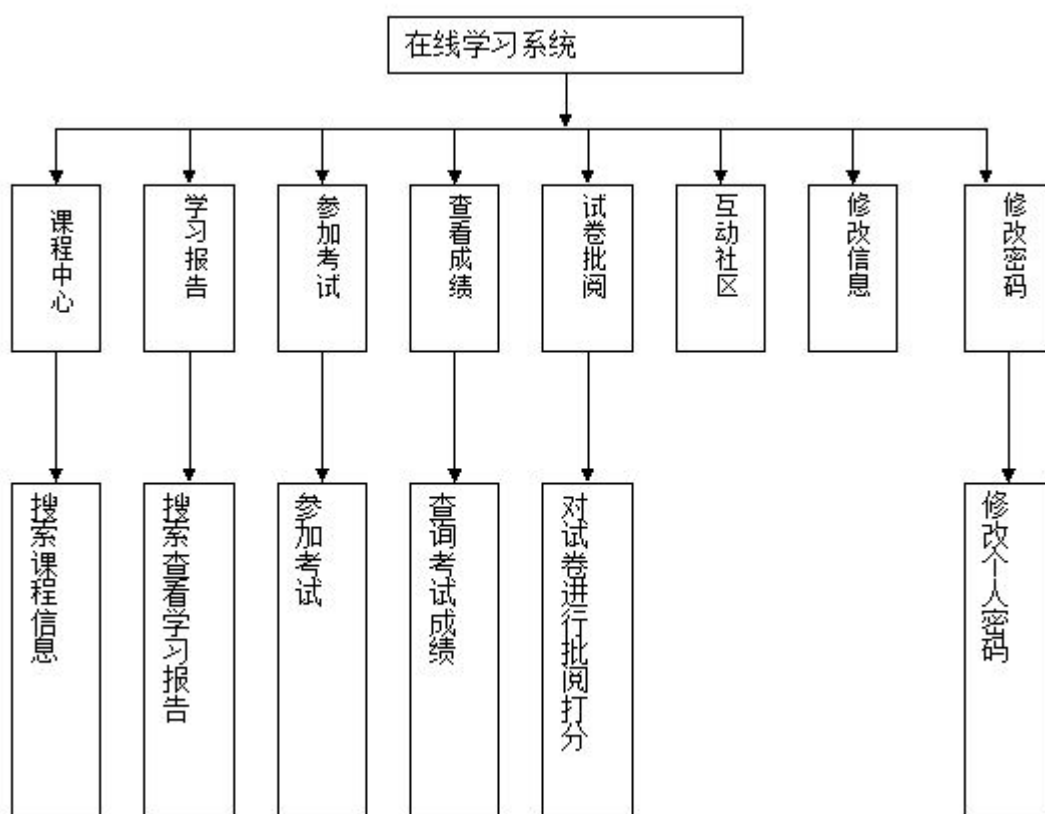 在线学习系统
课程中心
学习报告
参加考试
查看成绩
试卷批阅
互动社区
修改信息
修改密码
搜索课程信息
搜索查看学习报告
参加考试
查询考试成绩
对试卷进行批阅打分
修改个人密码